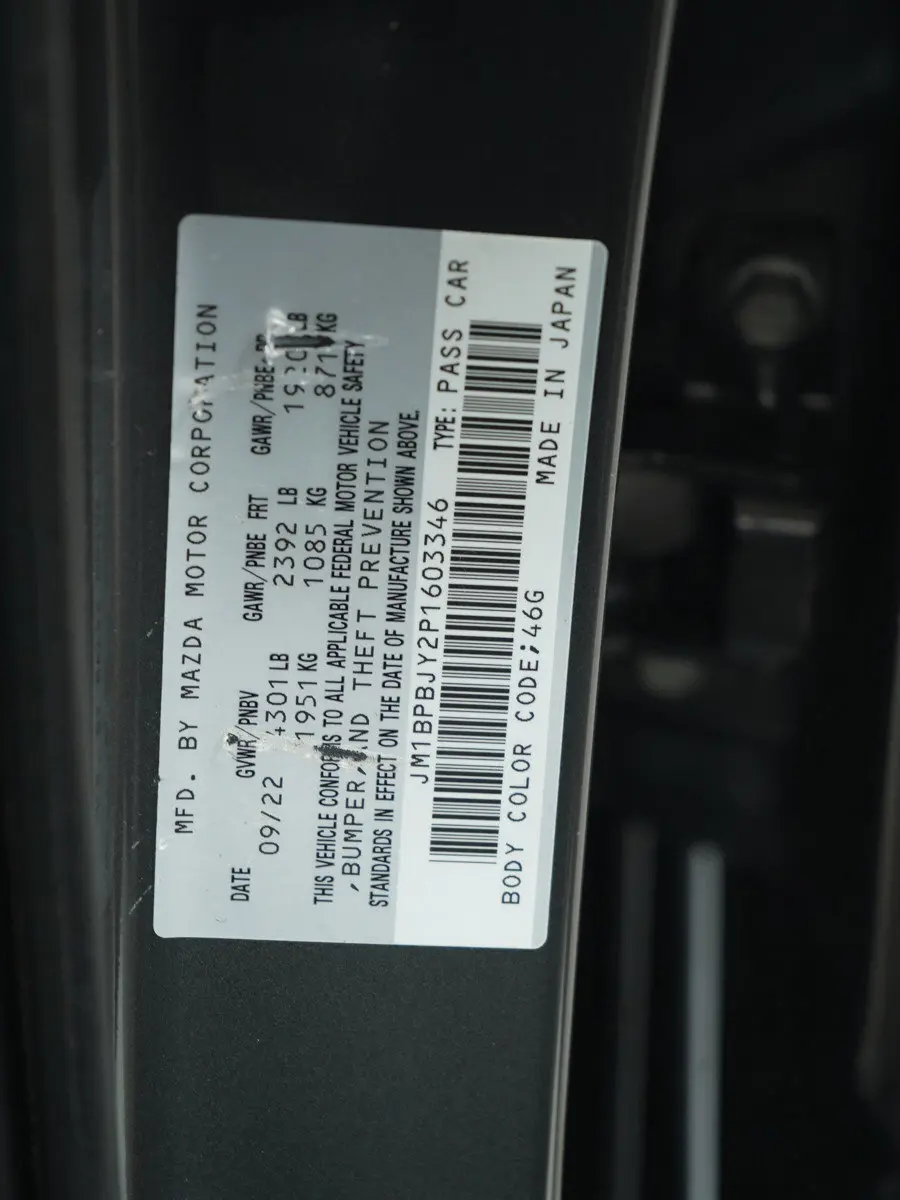 MFD. BY MAZDA MOTOR CORPORATION
DATE GVWR/PNBV GAWR/PNBE FRT GAWR/PNBE
09/22 4301LB 2392 LB LB
1951KG 1085 KG KG
THIS VEHICLE CONFORMS TO ALL APPLICABLE FEDERAL MOTOR VEHICLE SAFETY
,BUMPER, AND THEFT PREVENTION
STANDARDS IN EFFECT ON THE DATE OF MANUFACTURE SHOWN ABOVE.
JM1BPBJY2P1603346 TYPE: PASS CAR
BODY COLOR CODE;46G MADE IN JAPAN